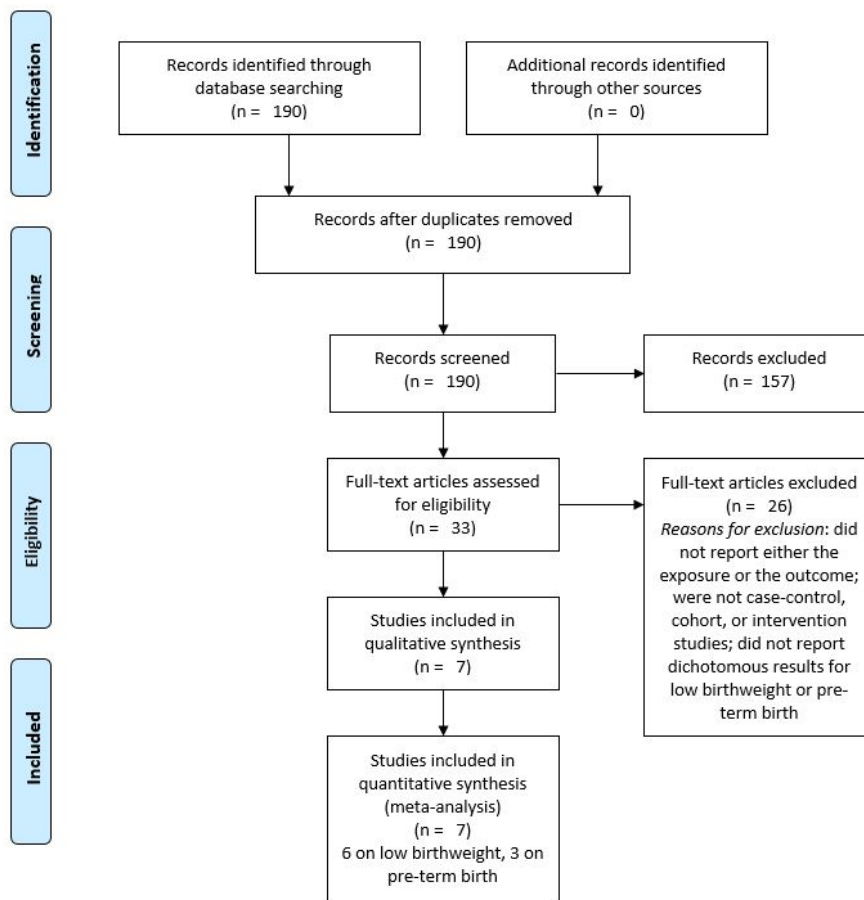 Identification
Records identified through
database searching
(n = 190)
Additional records identified
through other sources
(n = 0)
Records after duplicates removed
(n = 190)
Screening
Records screened
(n = 190)
Records excluded
(n = 157)
Eligibility
Full-text articles assessed
for eligibility
(n = 33)
Full-text articles excluded
(n = 26)
Reasons for exclusion: did
not report either the
exposure or the outcome;
were not case-control,
cohort, or intervention
studies; did not report
dichotomous results for
low birthweight or pre-
term birth
Studies included in
qualitative synthesis
(n = 7)
Included
Studies included in
quantitative synthesis
(meta-analysis)
(n = 7)
6 on low birthweight, 3 on
pre-term birth